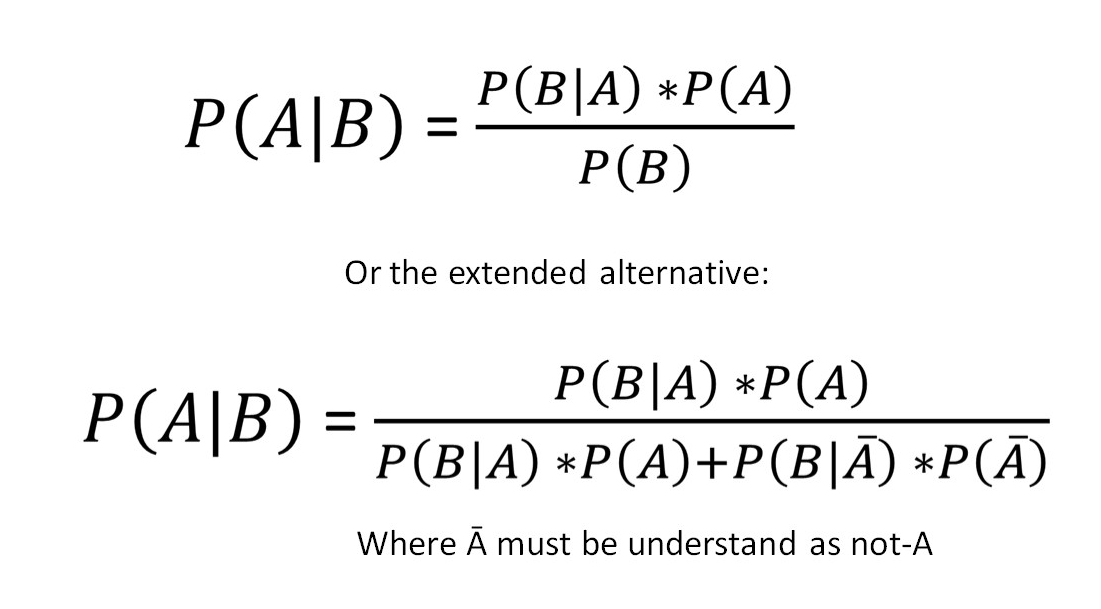 P(A|B) = P(B|A) *P(A) / P(B)
Or the extended alternative:
P(A|B) = P(B|A) *P(A) / P(B|A) *P(A)+P(B|Ā) *P(Ā)
Where Ā must be understand as not-A